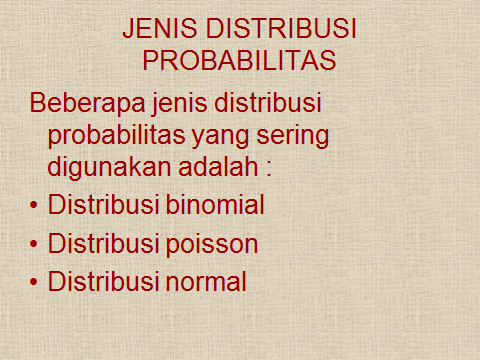 JENIS DISTRIBUSI
PROBABILITAS
Beberapa jenis distribusi
probabilitas yang sering
digunakan adalah :
• Distribusi binomial
• Distribusi poisson
• Distribusi normal